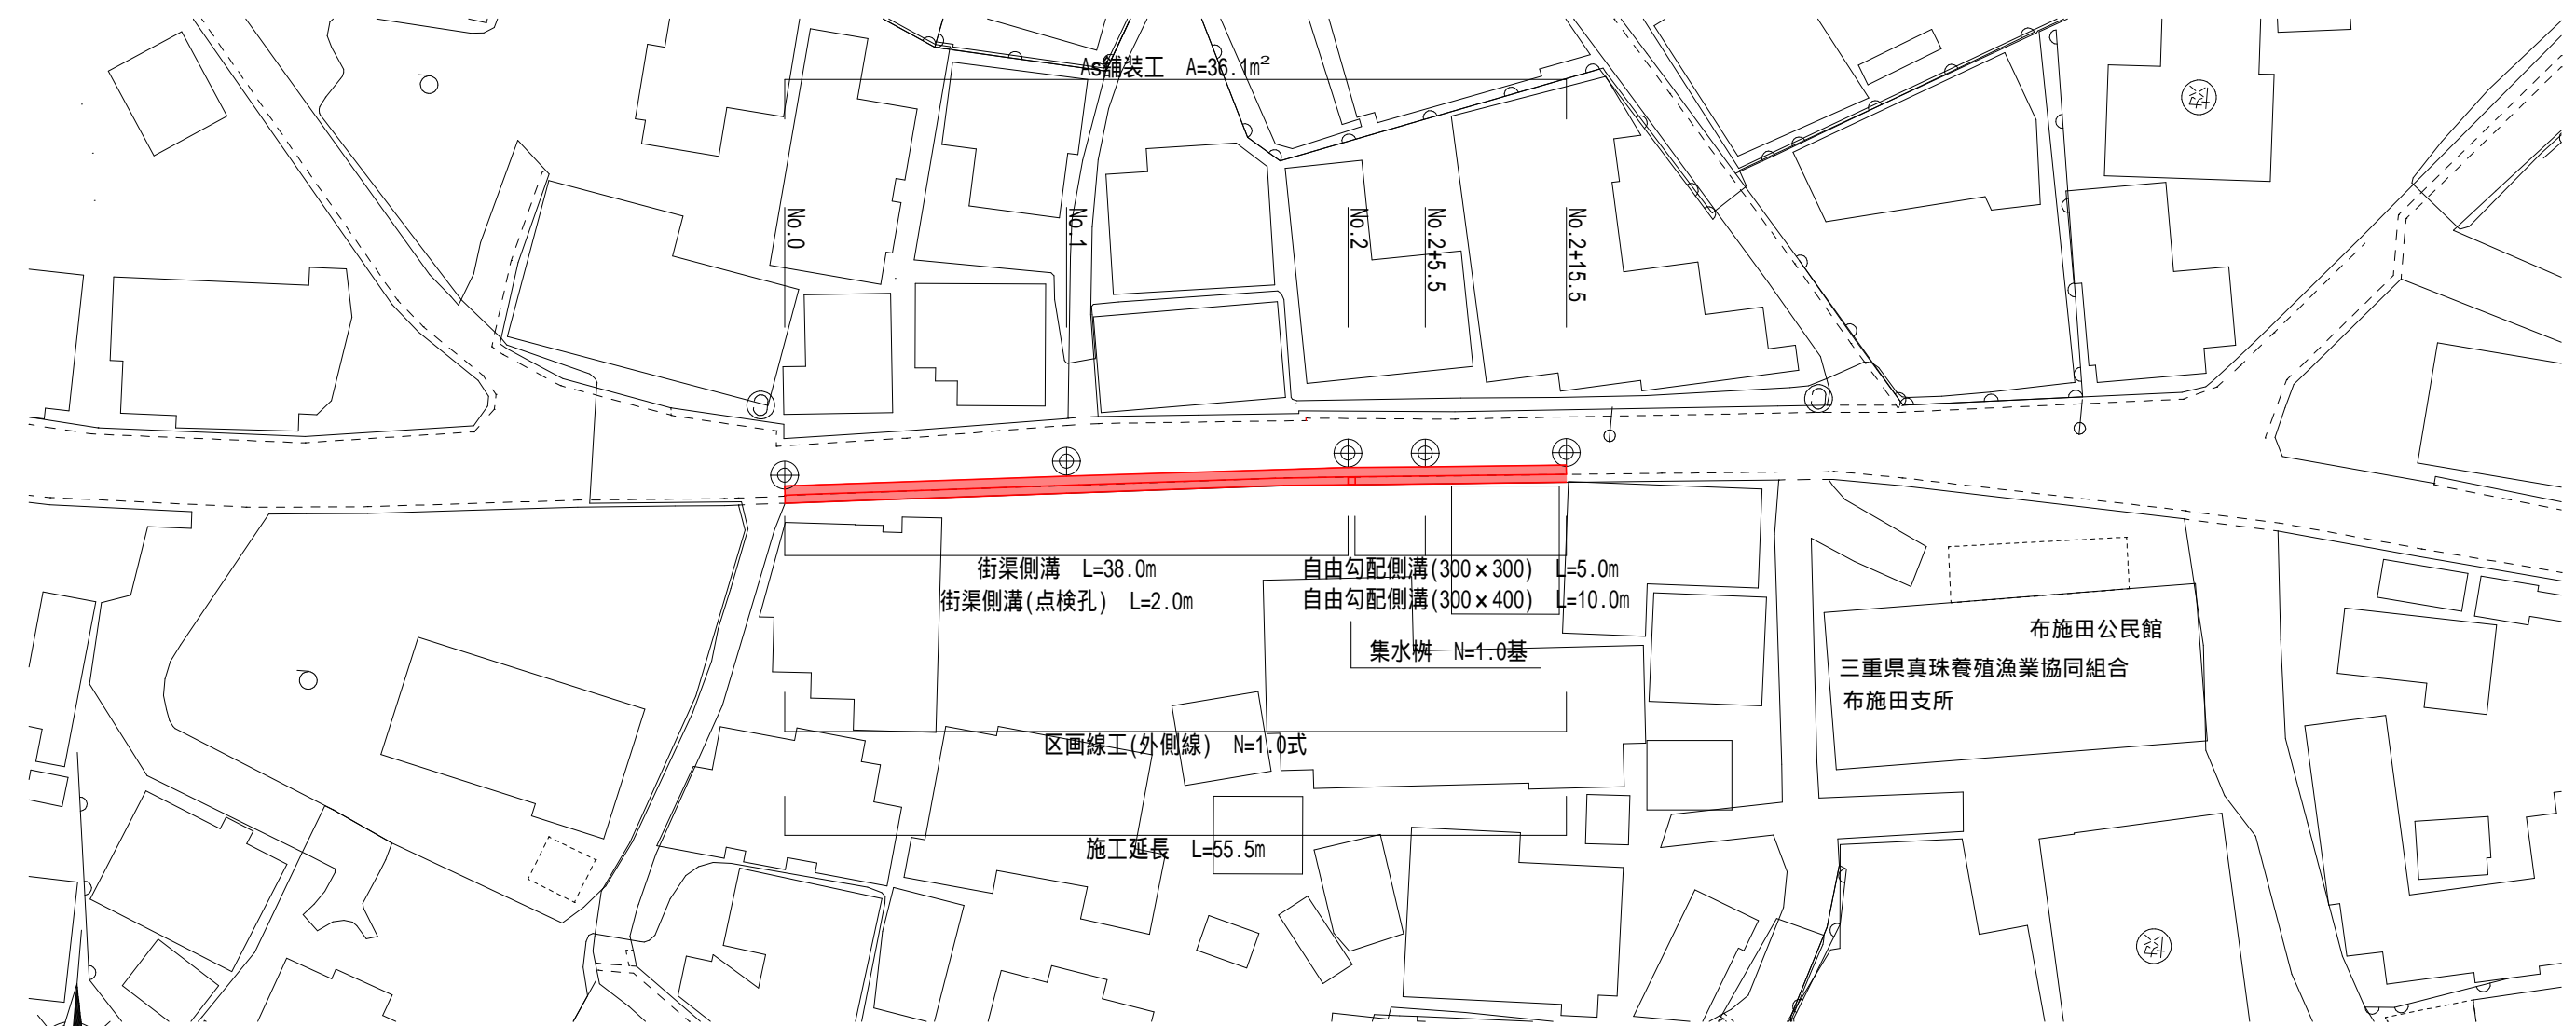 As舗装工 A=36.1m²
No.0
No.1
No.2
No.2+5.5
No.2+15.5
街渠側溝 L=38.0m
街渠側溝(点検孔) L=2.0m
自由勾配側溝(300×300) L=5.0m
自由勾配側溝(300×400) L=10.0m
集水桝 N=1.0基
布施田公民館
三重県真珠養殖漁業協同組合
布施田支所
区画線工(外側線) N=1.0式
施工延長 L=55.5m